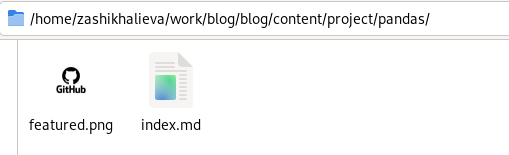 /home/zashikhalieva/work/blog/blog/content/project/pandas/
GitHub
featured.png index.md